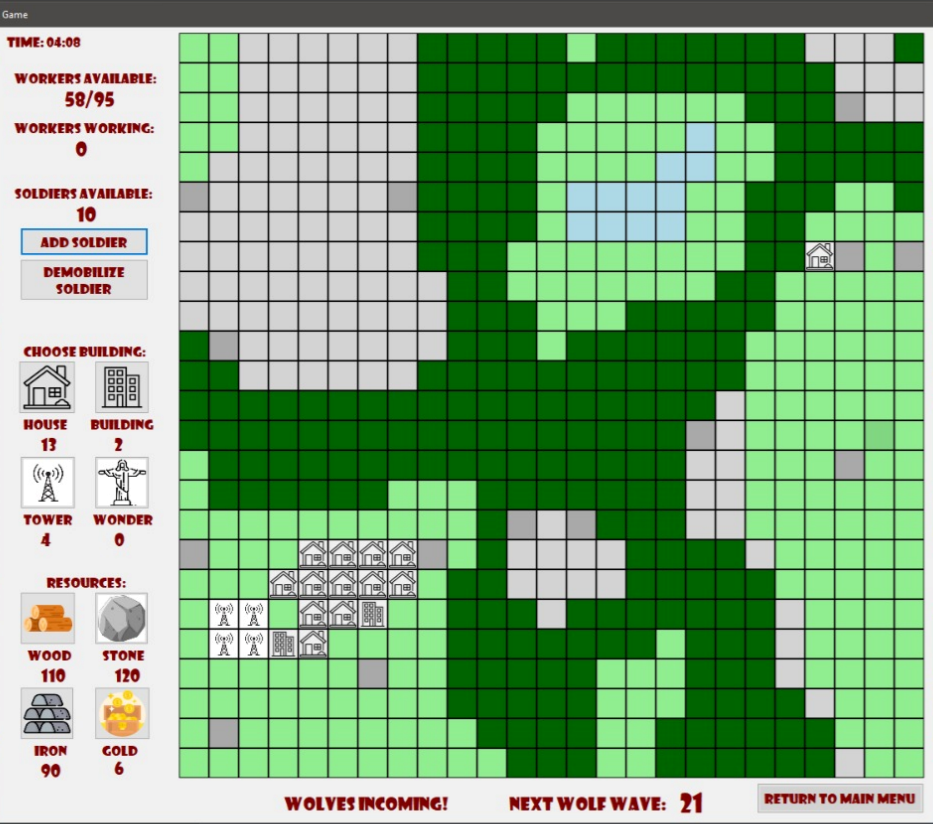 Game
TIME: 04:08
WORKERS AVAILABLE:
58/95
WORKERS WORKING:
0
SOLDIERS AVAILABLE:
10
ADD SOLDIER
DEMOBILIZE
SOLDIER
CHOOSE BUILDING:
HOUSE BUILDING
13 2
TOWER WONDER
4 0
RESOURCES:
WOOD STONE
110 120
IRON GOLD
90 6
WOLVES INCOMING! NEXT WOLF WAVE: 21 RETURN TO MAIN MENU